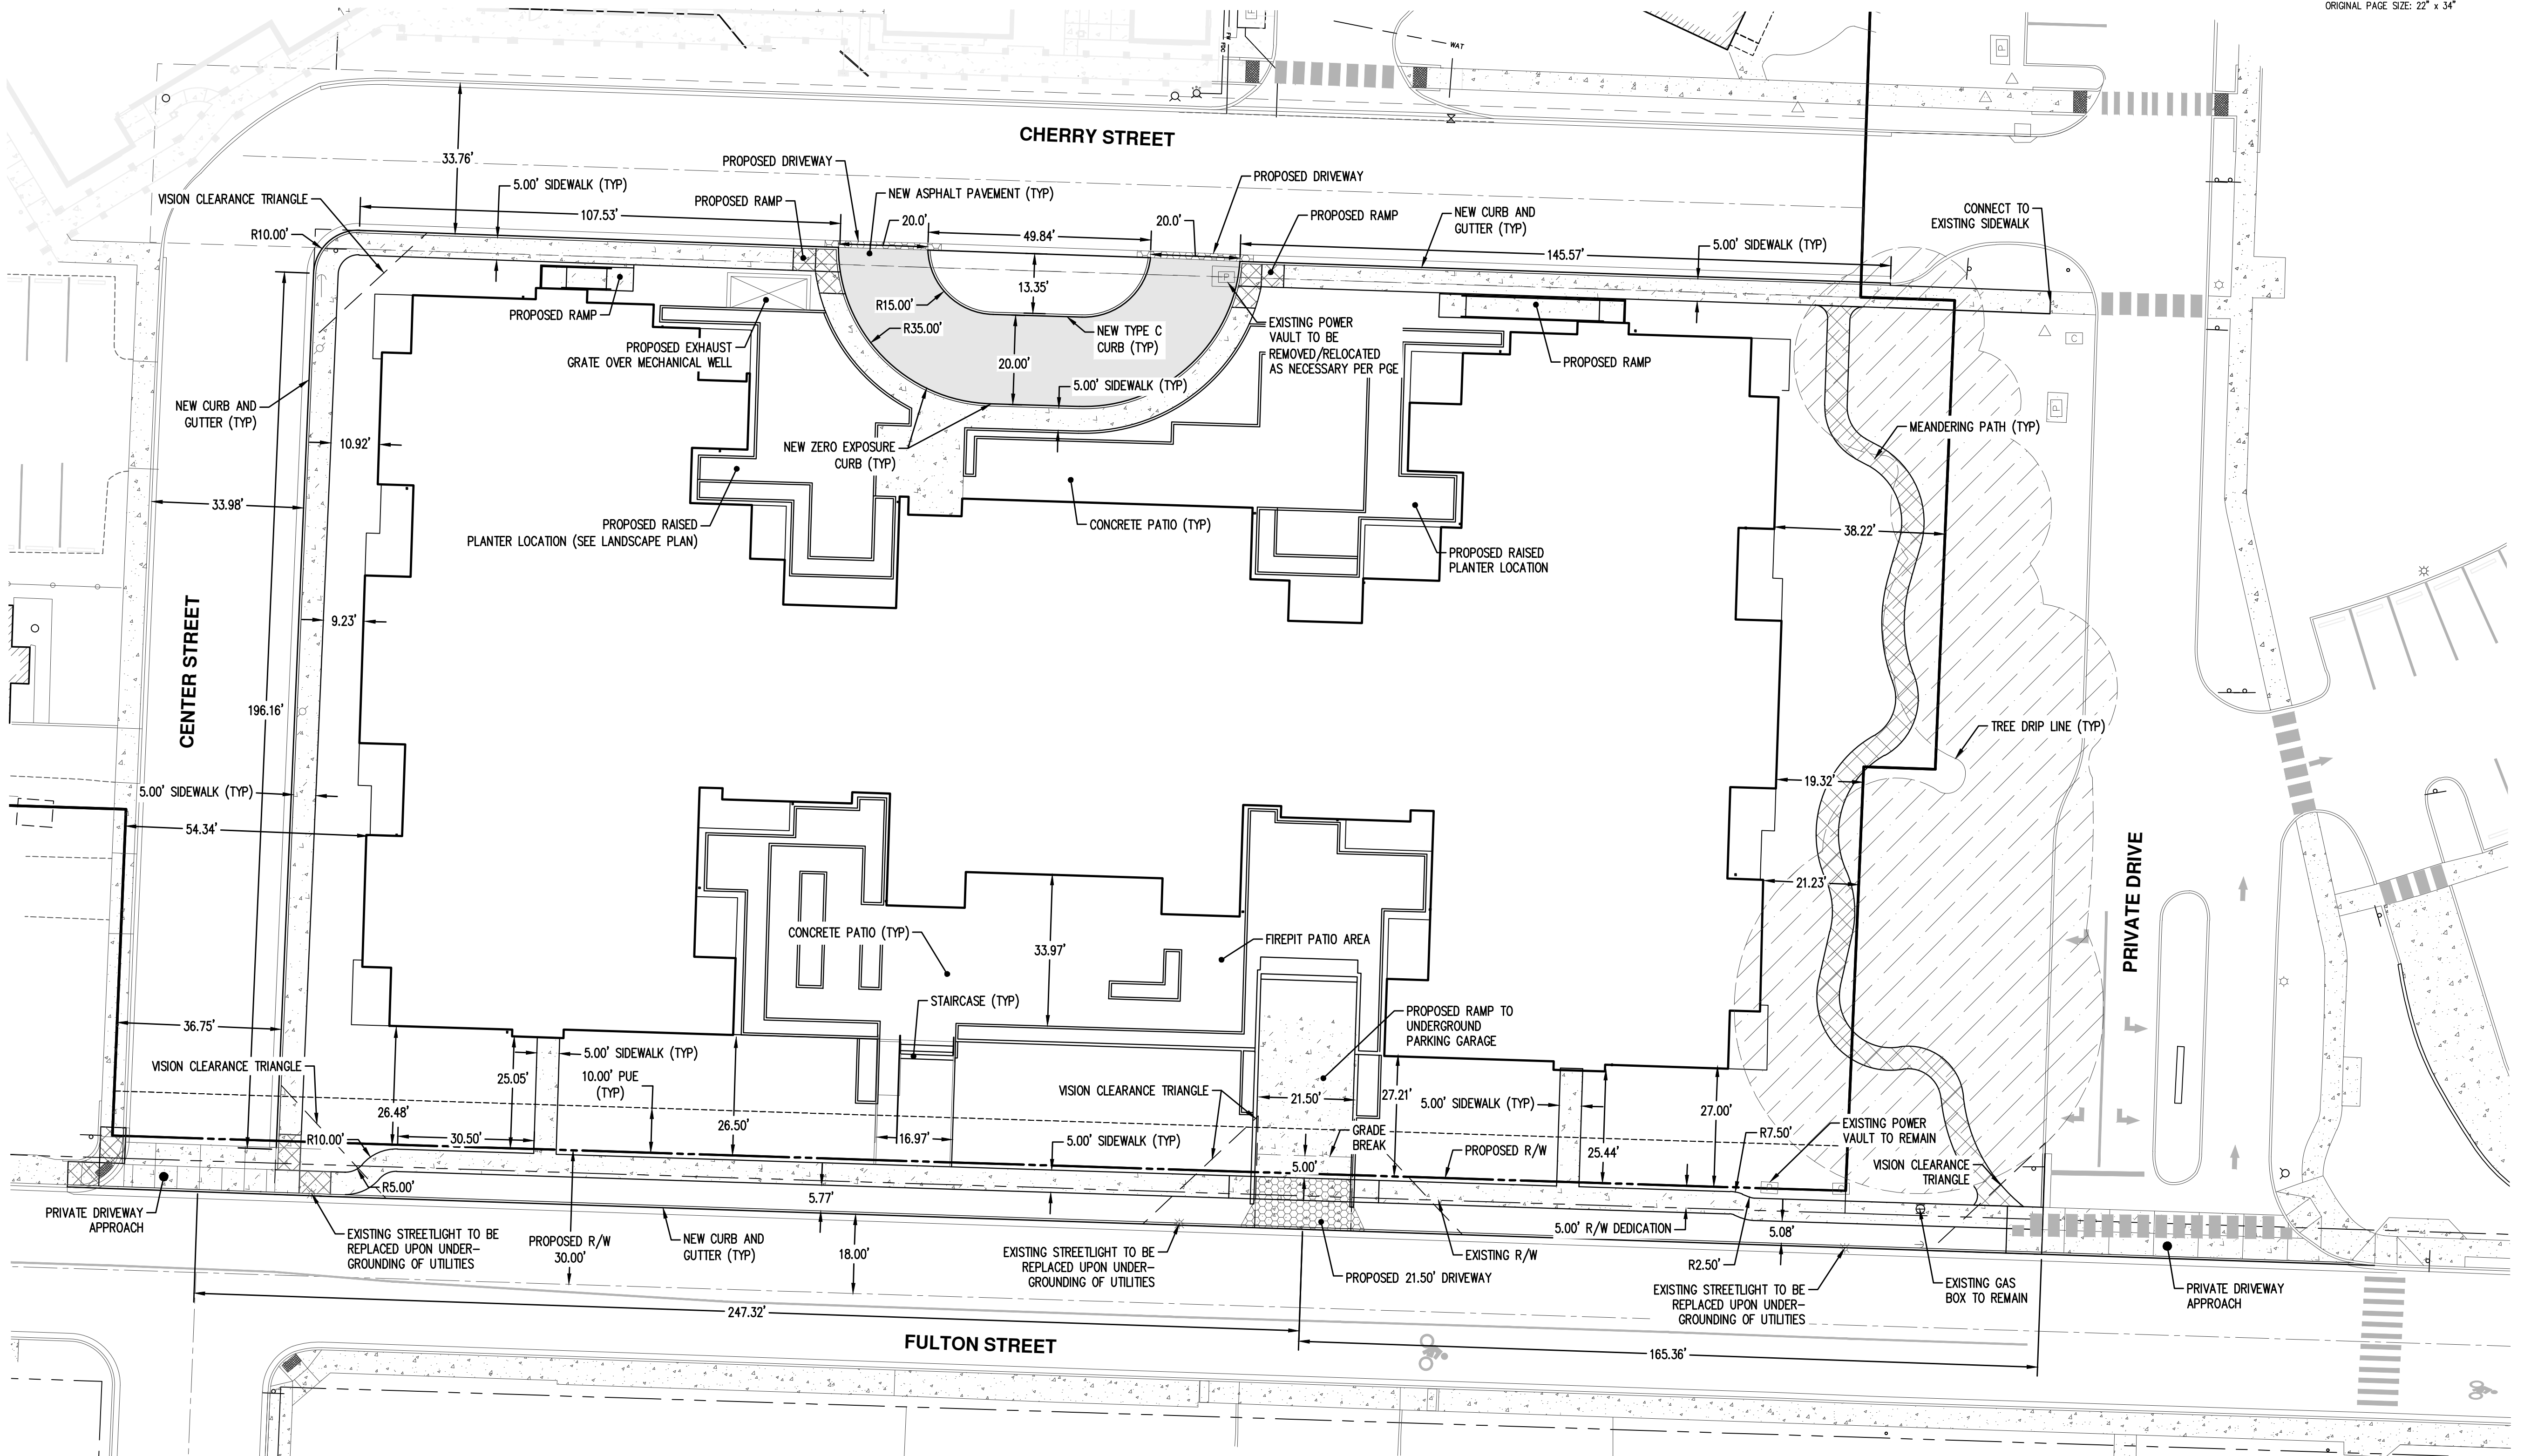 ORIGINAL PAGE SIZE: 22" x 34"
FW
FDC
WAT
P
P
CHERRY STREET
33.76'
PROPOSED DRIVEWAY
PROPOSED DRIVEWAY
5.00' SIDEWALK (TYP)
NEW ASPHALT PAVEMENT (TYP)
VISION CLEARANCE TRIANGLE
PROPOSED RAMP
107.53'
20.0'
20.0'
PROPOSED RAMP
NEW CURB AND
GUTTER (TYP)
CONNECT TO
EXISTING SIDEWALK
R10.00'
49.84'
145.57'
5.00' SIDEWALK (TYP)
P
13.35'
R15.00'
PROPOSED RAMP
R35.00'
NEW TYPE C
CURB (TYP)
EXISTING POWER
VAULT TO BE
REMOVED/RELOCATED
AS NECESSARY PER PGE
C
PROPOSED EXHAUST
GRATE OVER MECHANICAL WELL
20.00'
PROPOSED RAMP
5.00' SIDEWALK (TYP)
NEW CURB AND
GUTTER (TYP)
P
MEANDERING PATH (TYP)
10.92'
NEW ZERO EXPOSURE
CURB (TYP)
33.98'
PROPOSED RAISED
PLANTER LOCATION (SEE LANDSCAPE PLAN)
CONCRETE PATIO (TYP)
38.22'
PROPOSED RAISED
PLANTER LOCATION
CENTER STREET
9.23'
196.16'
TREE DRIP LINE (TYP)
19.32'
5.00' SIDEWALK (TYP)
54.34'
PRIVATE DRIVE
21.23'
CONCRETE PATIO (TYP)
FIREPIT PATIO AREA
33.97'
STAIRCASE (TYP)
PROPOSED RAMP TO
UNDERGROUND
PARKING GARAGE
36.75'
5.00' SIDEWALK (TYP)
VISION CLEARANCE TRIANGLE
25.05'
10.00' PUE
(TYP)
VISION CLEARANCE TRIANGLE
21.50'
27.21'
5.00' SIDEWALK (TYP)
27.00'
26.48'
26.50'
EXISTING POWER
VAULT TO REMAIN
R10.00'
30.50'
16.97'
5.00' SIDEWALK (TYP)
GRADE
BREAK
PROPOSED R/W
25.44'
R7.50'
VISION CLEARANCE
TRIANGLE
5.00'
R5.00'
5.77'
PRIVATE DRIVEWAY
APPROACH
EXISTING STREETLIGHT TO BE
REPLACED UPON UNDER-
GROUNDING OF UTILITIES
PROPOSED R/W
30.00'
NEW CURB AND
GUTTER (TYP)
18.00'
EXISTING STREETLIGHT TO BE
REPLACED UPON UNDER-
GROUNDING OF UTILITIES
5.00' R/W DEDICATION
5.08'
EXISTING R/W
R2.50'
PROPOSED 21.50' DRIVEWAY
EXISTING STREETLIGHT TO BE
REPLACED UPON UNDER-
GROUNDING OF UTILITIES
EXISTING GAS
BOX TO REMAIN
PRIVATE DRIVEWAY
APPROACH
247.32'
FULTON STREET
165.36'